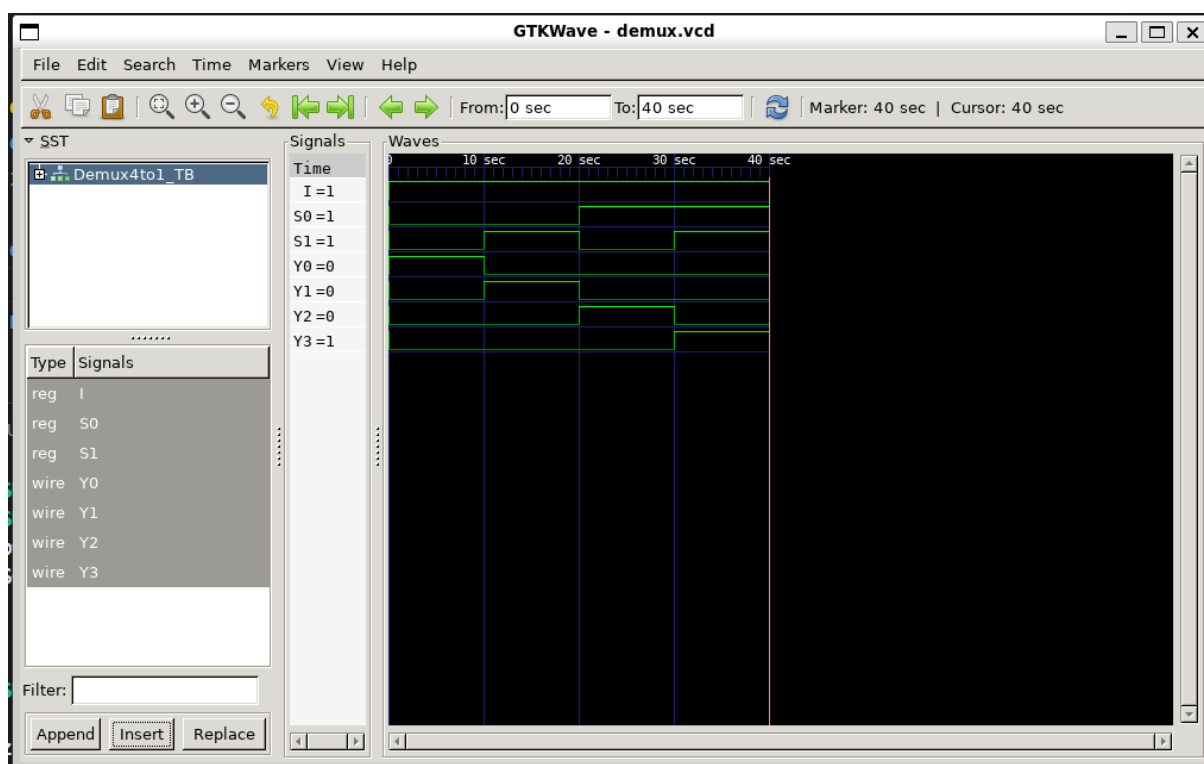 GTKWave - demux.vcd
File Edit Search Time Markers View Help
From: 0 sec To: 40 sec | Marker: 40 sec | Cursor: 40 sec
SST
Demux4to1_TB
Type Signals
reg I
reg S0
reg S1
wire Y0
wire Y1
wire Y2
wire Y3
Filter:
Append Insert Replace
Signals
Time
I =1
S0 =1
S1 =1
Y0 =0
Y1 =0
Y2 =0
Y3 =1
Waves
0 10 sec 20 sec 30 sec 40 sec